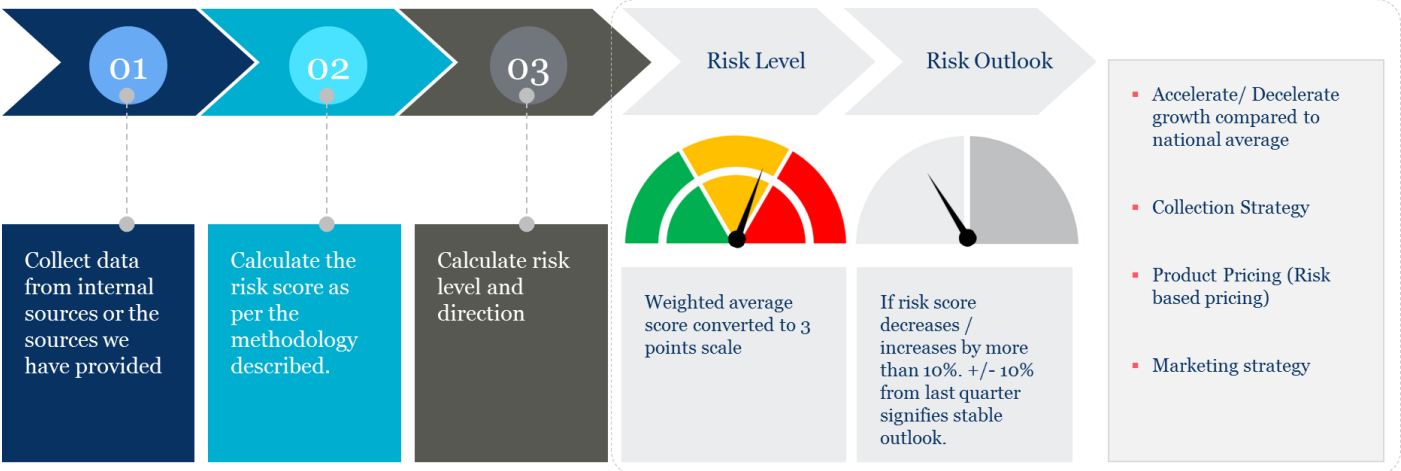 01
02
03
Risk Level
Risk Outlook
Collect data
from internal
sources or the
sources we
have provided
Calculate the
risk score as
per the
methodology
described.
Calculate risk
level and
direction
Weighted average
score converted to 3
points scale
If risk score
decreases /
increases by more
than 10%. +/- 10%
from last quarter
signifies stable
outlook.
▪ Accelerate/ Decelerate
growth compared to
national average
▪ Collection Strategy
▪ Product Pricing (Risk
based pricing)
▪ Marketing strategy